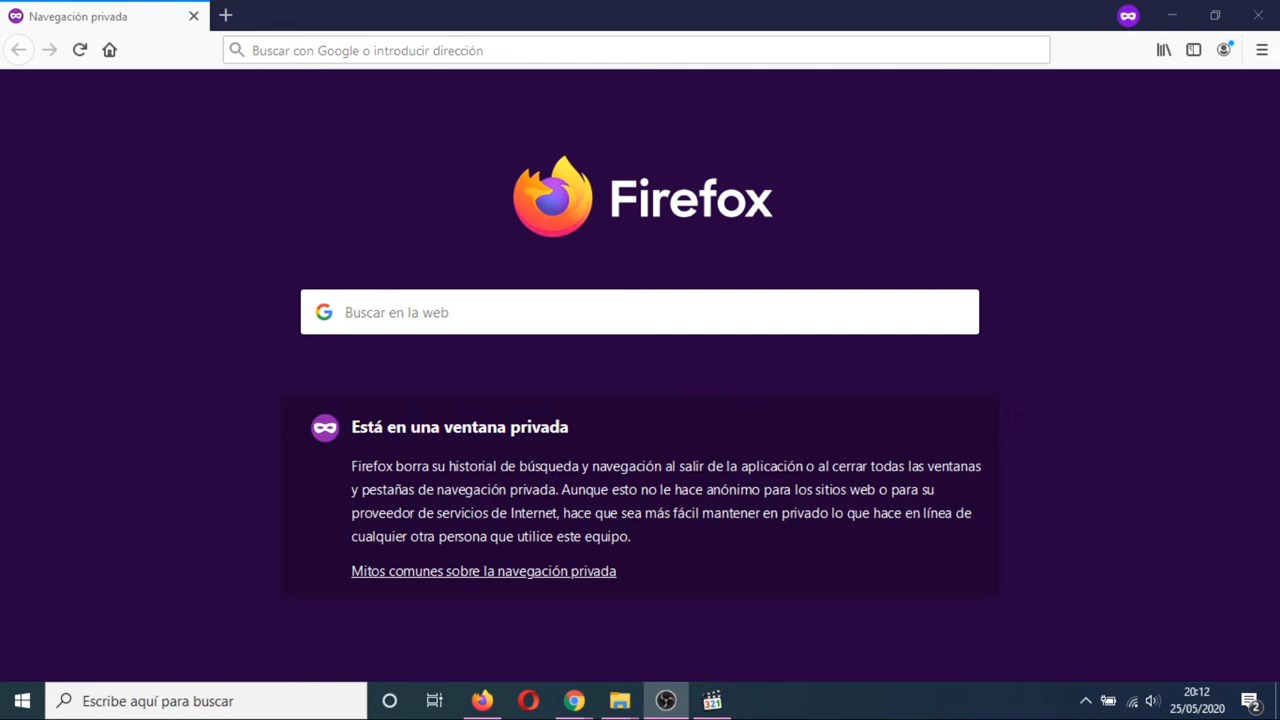 Navegación privada
Buscar con Google o introducir dirección
Firefox
Buscar en la web
Está en una ventana privada
Firefox borra su historial de búsqueda y navegación al salir de la aplicación o al cerrar todas las ventanas
y pestañas de navegación privada. Aunque esto no le hace anónimo para los sitios web o para su
proveedor de servicios de Internet, hace que sea más fácil mantener en privado lo que hace en línea de
cualquier otra persona que utilice este equipo.
Mitos comunes sobre la navegación privada
Escribe aquí para buscar
321
20:12
25/05/2020
2